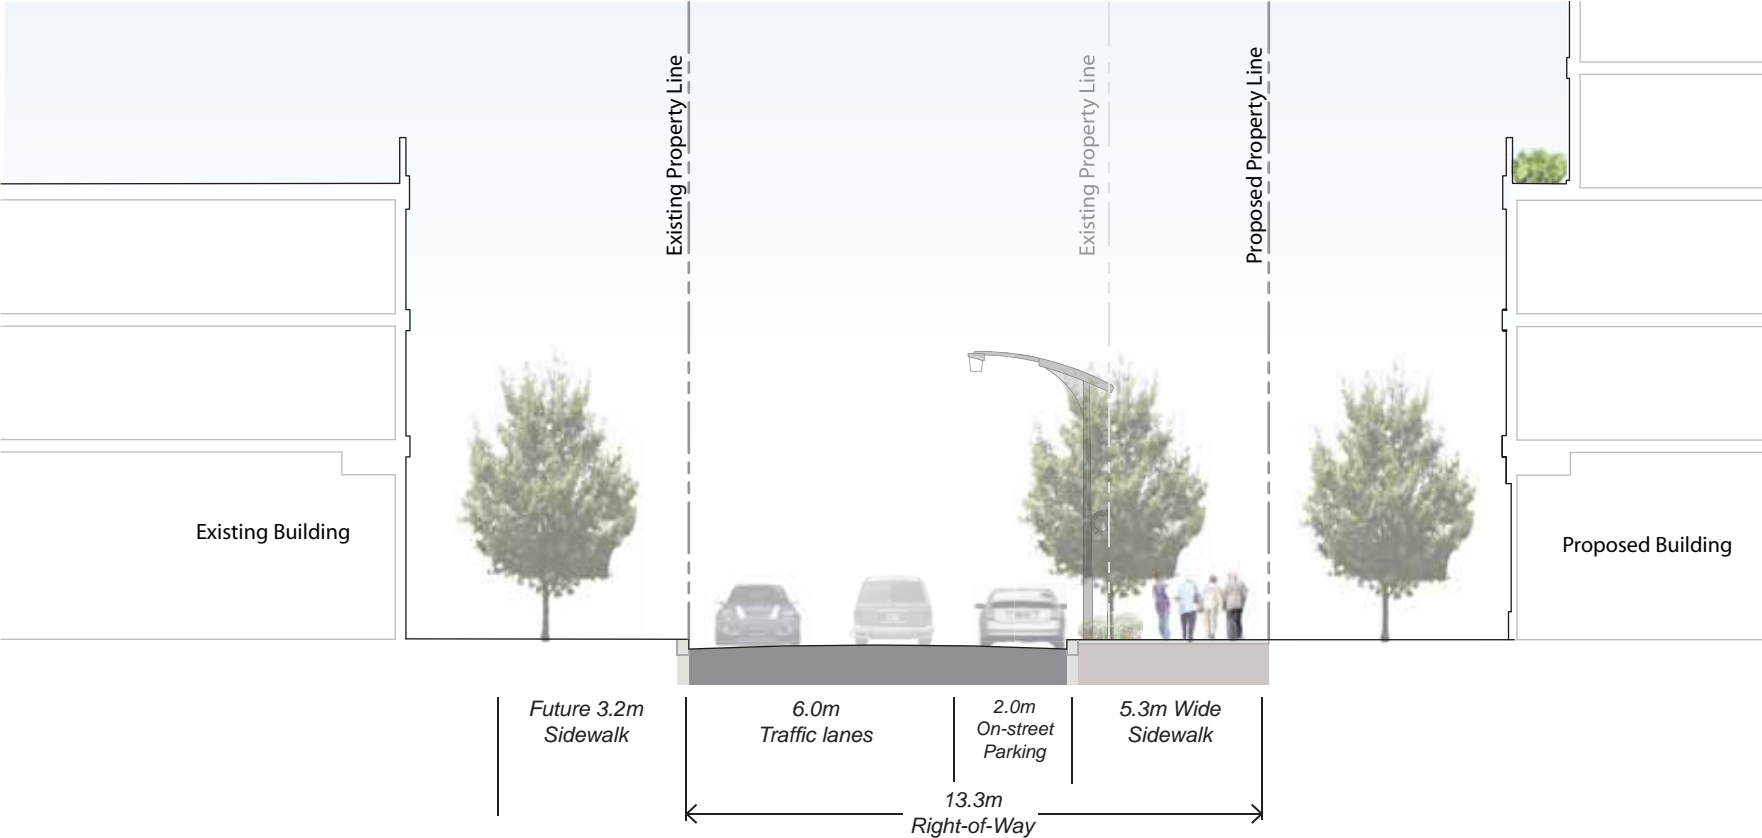 Existing Property Line
Existing Property Line
Proposed Property Line
Existing Building
Proposed Building
Future 3.2m
Sidewalk
6.0m
Traffic lanes
2.0m
On-street
Parking
5.3m Wide
Sidewalk
13.3m
Right-of-Way